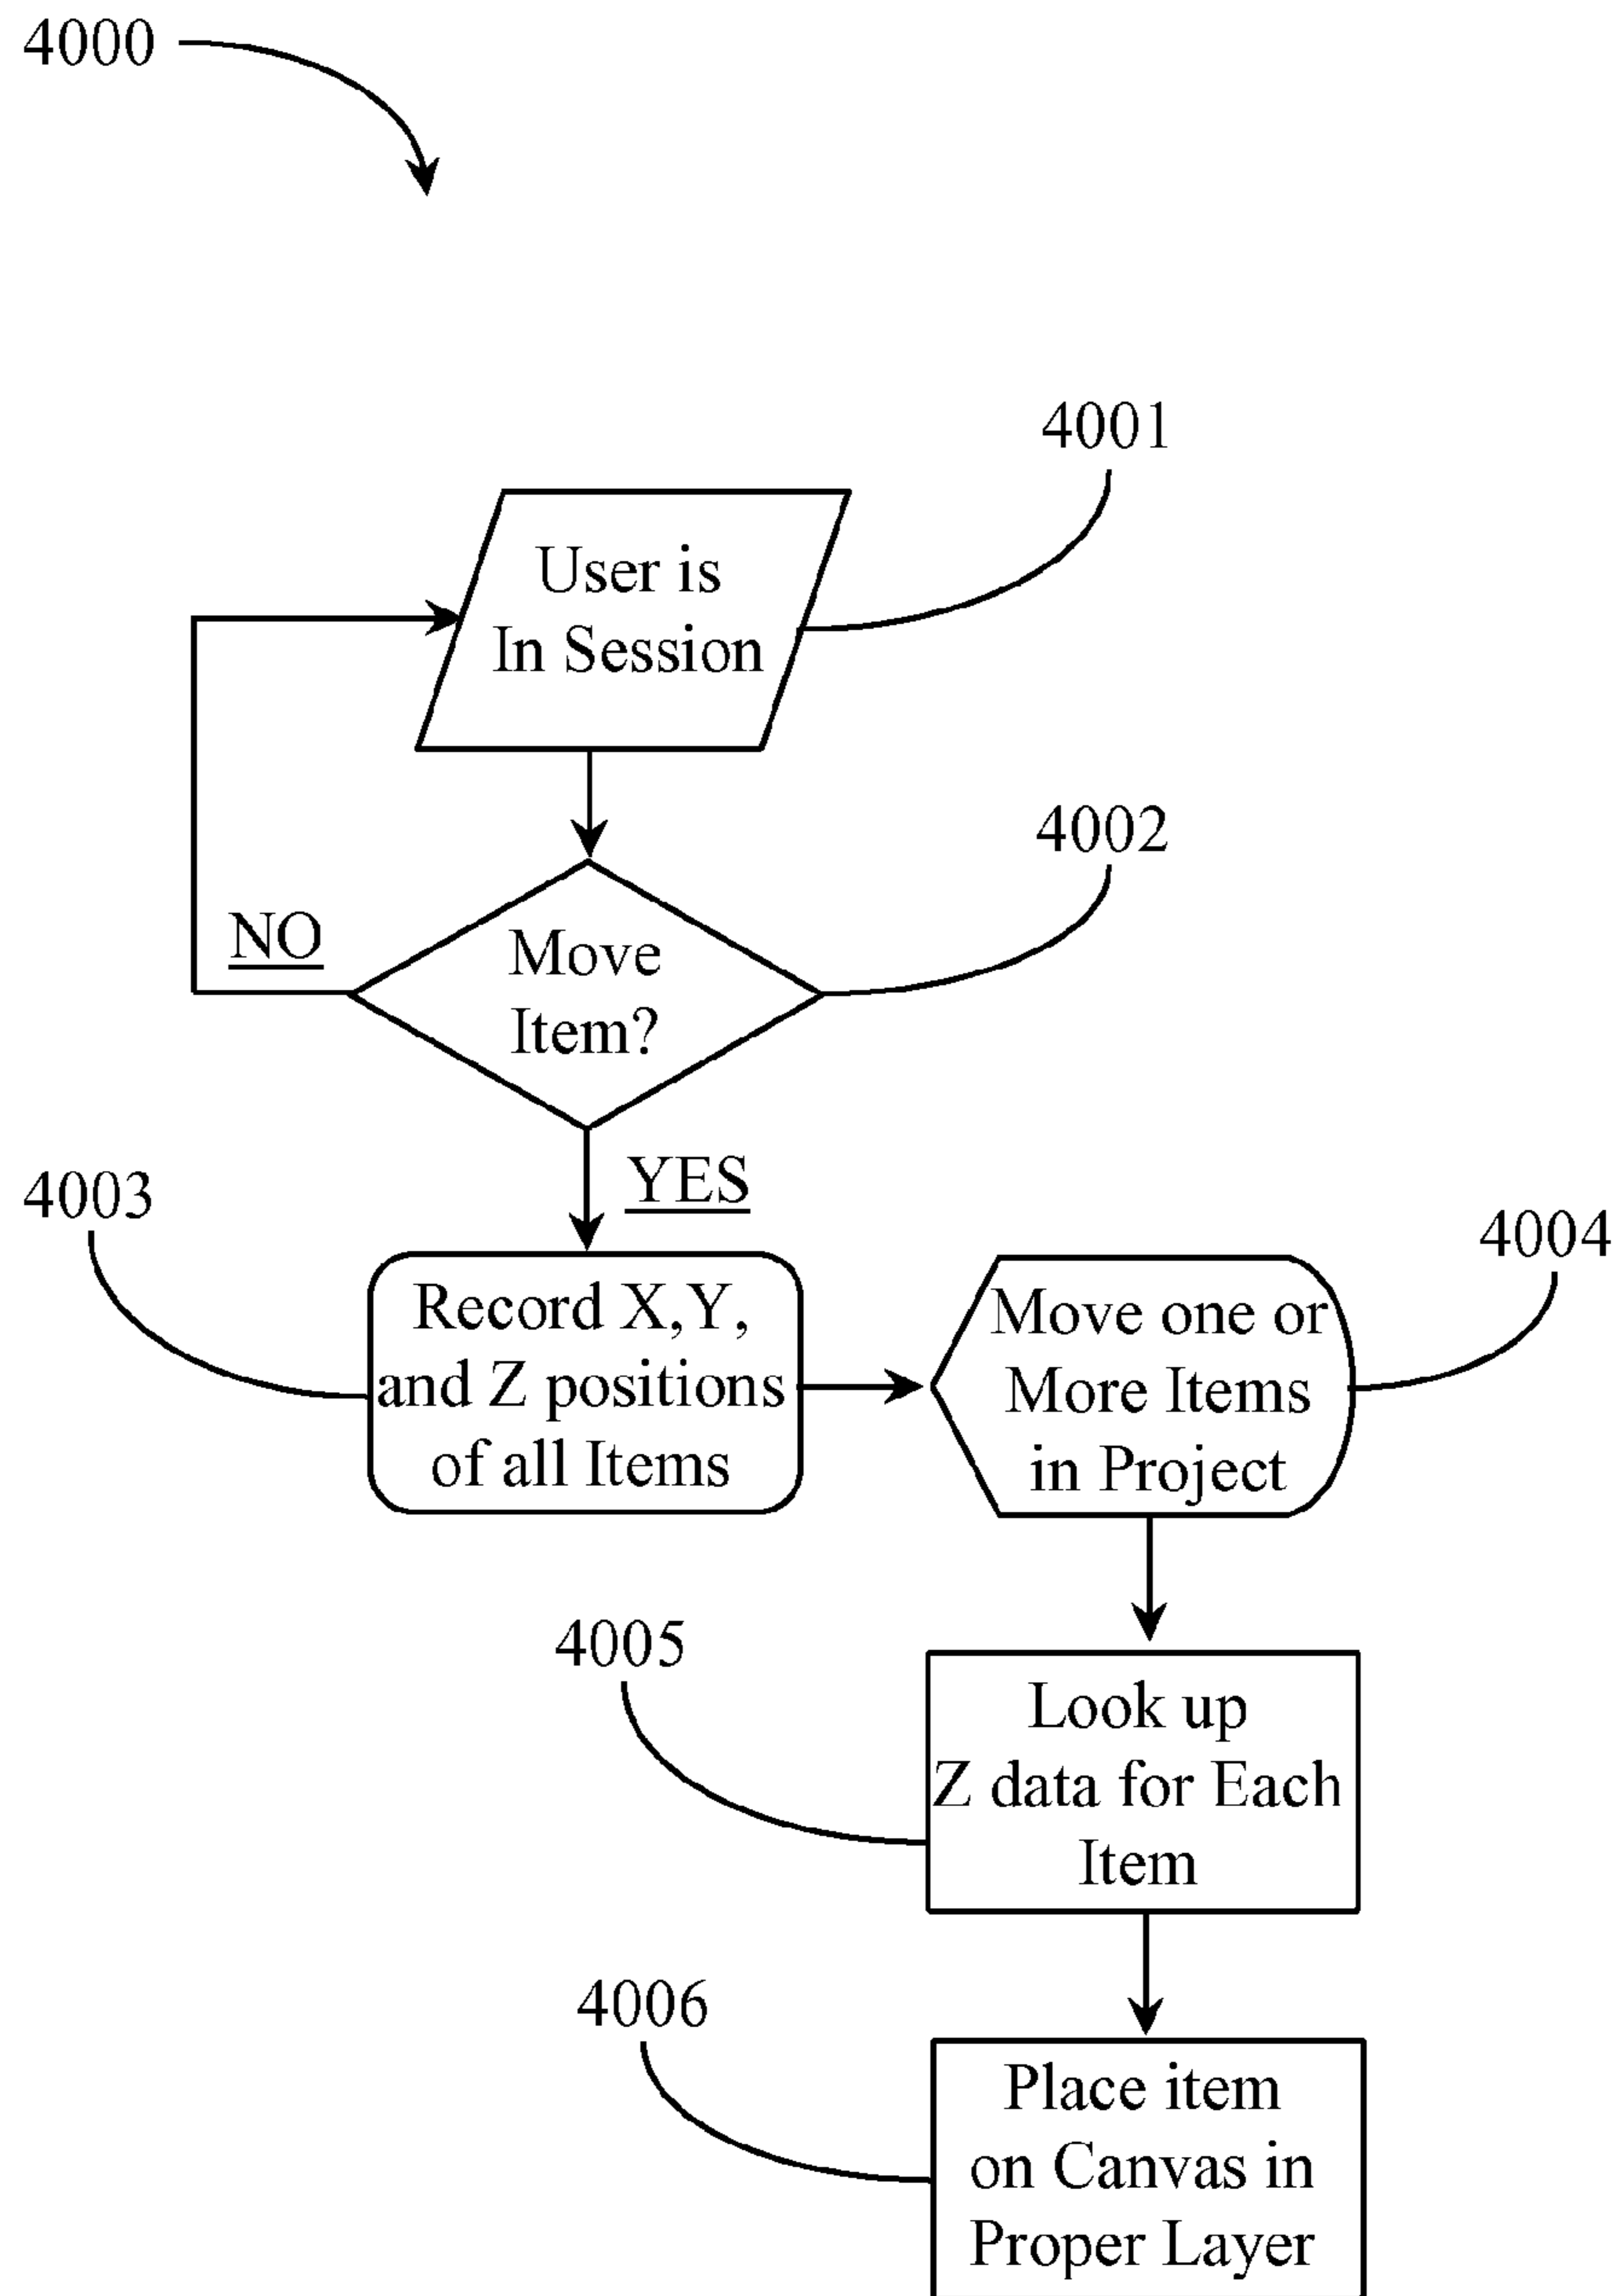 4000
4001
User is
In Session
4002
NO
Move
Item?
YES
4003
Record X,Y,
and Z positions
of all Items
4004
Move one or
More Items
in Project
4005
Look up
Z data for Each
Item
4006
Place item
on Canvas in
Proper Layer